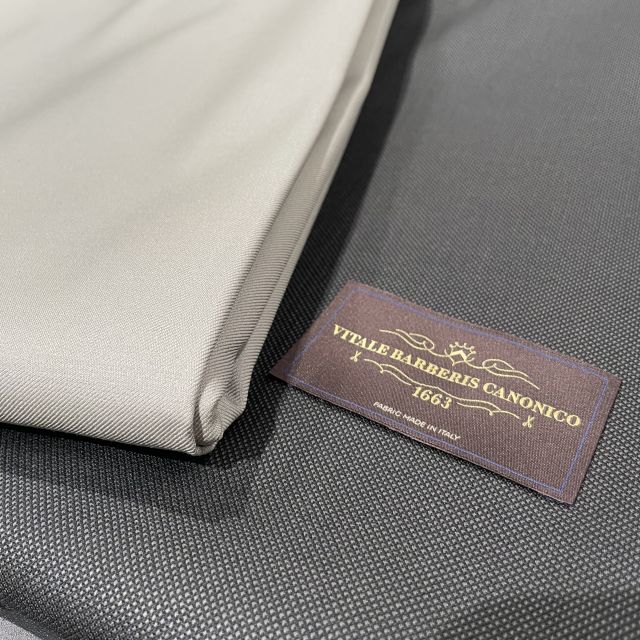 VITALE BARBERIS CANONICO
1663
FABRIC MADE IN ITALY